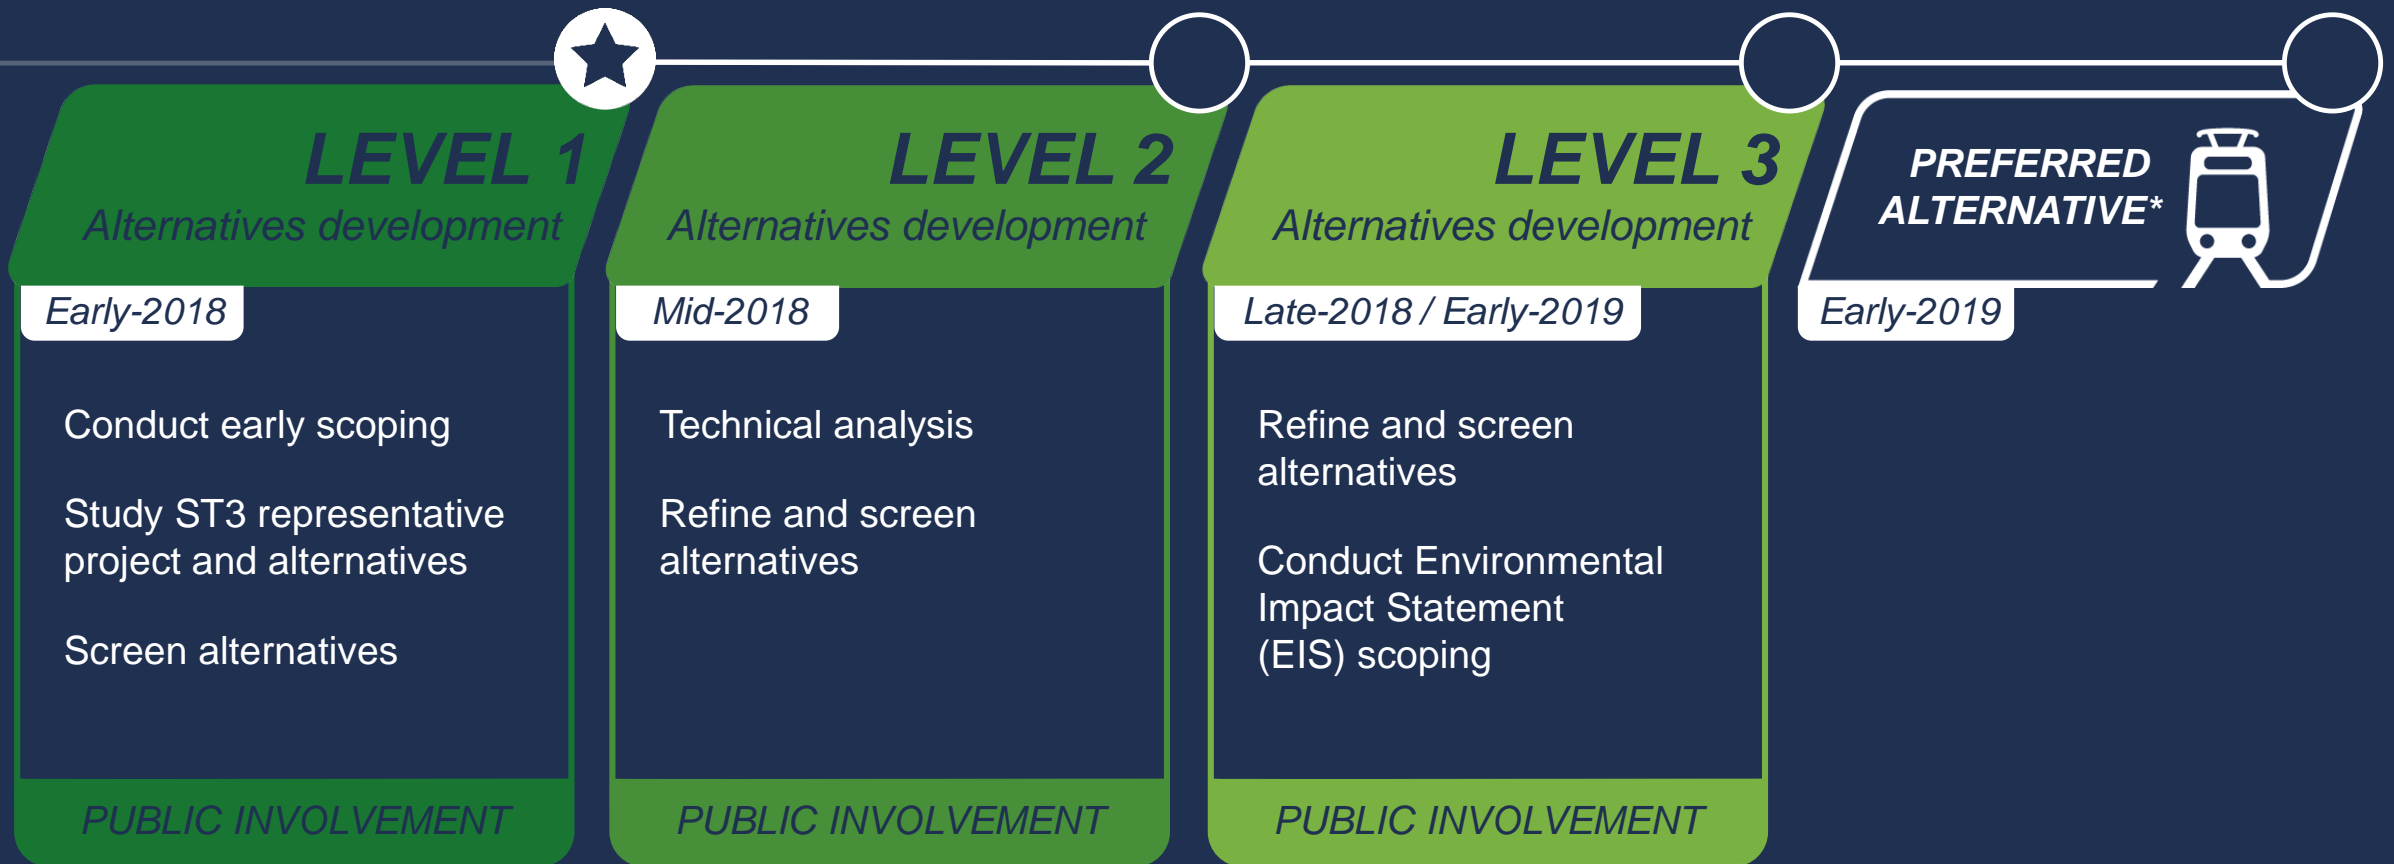 LEVEL 1
Alternatives development
Early-2018
Conduct early scoping
Study ST3 representative
project and alternatives
Screen alternatives
PUBLIC INVOLVEMENT
LEVEL 2
Alternatives development
Mid-2018
Technical analysis
Refine and screen
alternatives
PUBLIC INVOLVEMENT
LEVEL 3
Alternatives development
Late-2018 / Early-2019
Refine and screen
alternatives
Conduct Environmental
Impact Statement
(EIS) scoping
PUBLIC INVOLVEMENT
PREFERRED
ALTERNATIVE*
Early-2019